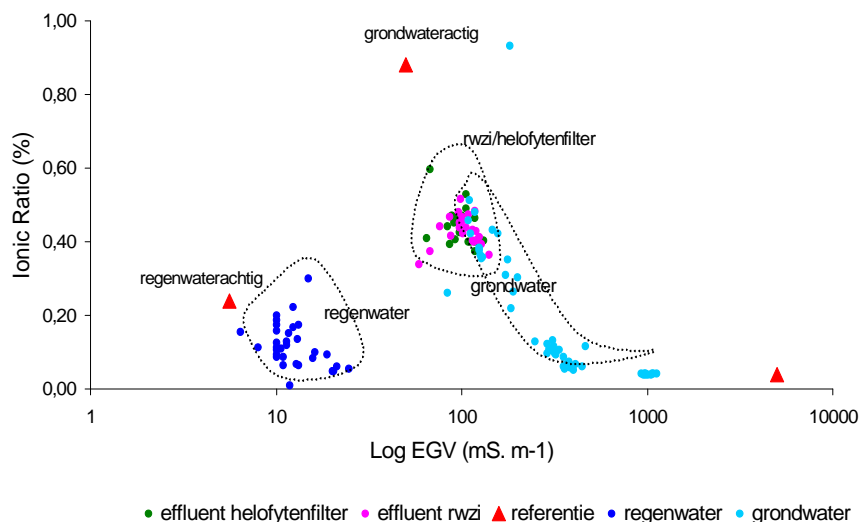 1,00
0,80
0,60
0,40
0,20
0,00
Ionic Ratio (%)
grondwateractig
rwzi/helofytenfilter
regenwaterachtig
regenwater
grondwater
1
10
100
1000
10000
Log EGV (mS. m-1)
effluent helofytenfilter effluent rwzi referentie regenwater grondwater